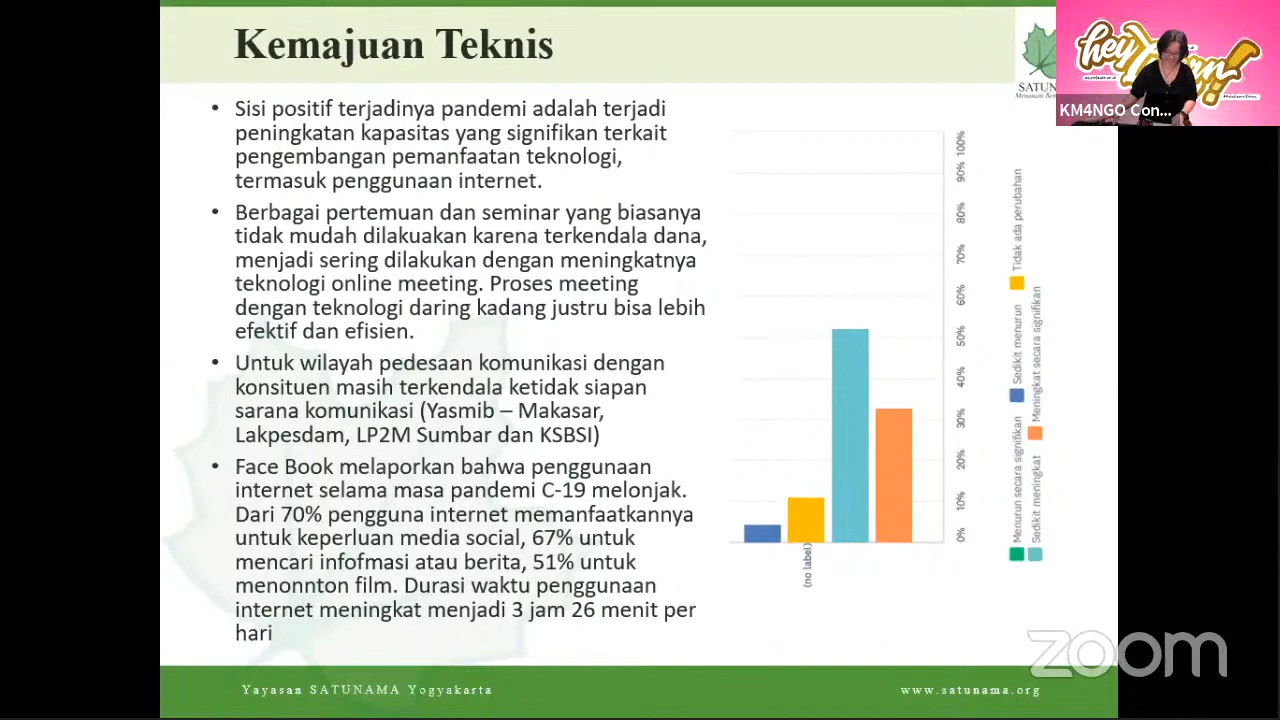 Kemajuan Teknis
• Sisi positif terjadinya pandemi adalah terjadi
peningkatan kapasitas yang signifikan terkait
pengembangan pemanfaatan teknologi,
termasuk penggunaan internet.
• Berbagai pertemuan dan seminar yang biasanya
tidak mudah dilakuakan karena terkendala dana,
menjadi sering dilakukan dengan meningkatnya
teknologi online meeting. Proses meeting
dengan teknologi daring kadang justru bisa lebih
efektif dan efisien.
• Untuk wilayah pedesaan komunikasi dengan
konsituen masih terkendala ketidak siapan
sarana komunikasi (Yasmib – Makasar,
Lakpesdam, LP2M Sumbar dan KSBSI)
• Face Book melaporkan bahwa penggunaan
internet selama masa pandemi C-19 melonjak.
Dari 70% pengguna internet memanfaatkannya
untuk keperluan media social, 67% untuk
mencari infofmasi atau berita, 51% untuk
menonnton film. Durasi waktu penggunaan
internet meningkat menjadi 3 jam 26 menit per
hari
(no label)
0%
10%
20%
30%
40%
50%
60%
70%
80%
90%
100%
Menurun secara signifikan
Sedikit menurun
Tidak ada perubahan
Sedikit meningkat
Meningkat secara signifikan
KM4NGO Con...
zoom
Yayasan SATUNAMA Yogyakarta
www.satunama.org